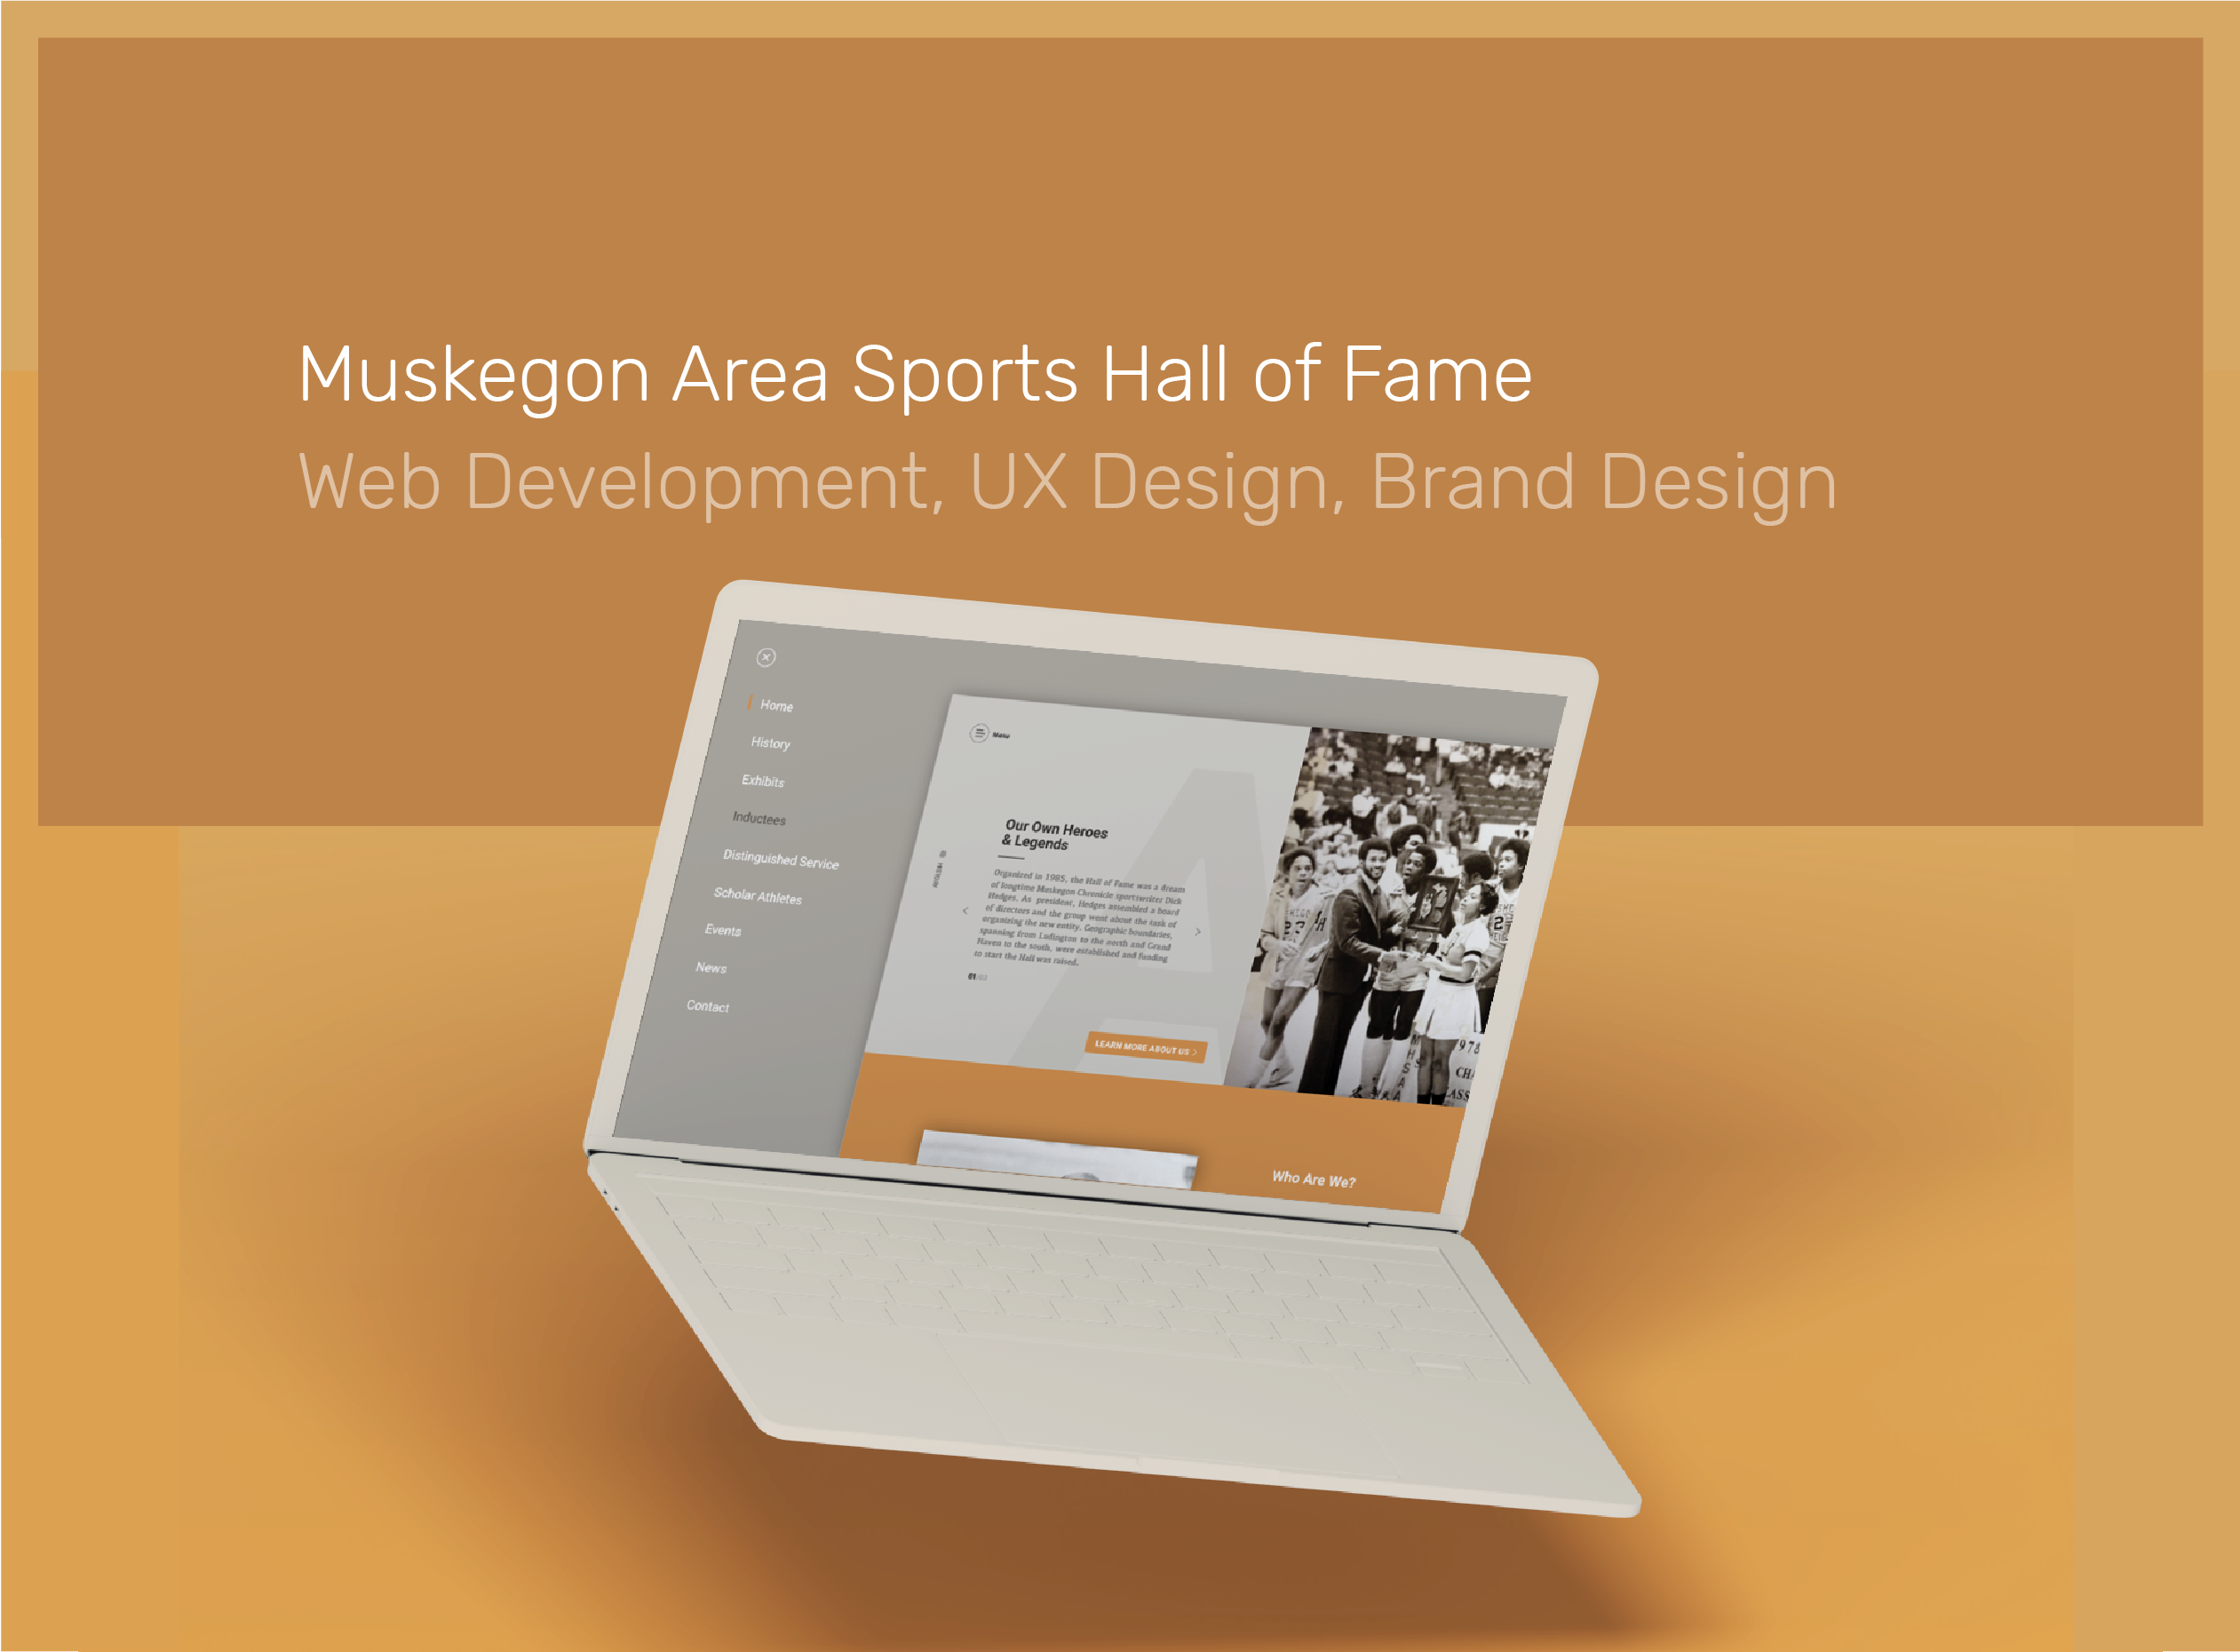 Muskegon Area Sports Hall of Fame
Web Development, UX Design, Brand Design
Home
History
Exhibits
Inductees
Distinguished Service
Scholar Athletes
Events
News
Contact
Menu
HISTORY
Our Own Heroes
& Legends
Organized in 1985, the Hall of Fame was a dream
of longtime Muskegon Chronicle sportswriter Dick
Hedges. As president, Hedges assembled a board
of directors and the group went about the task of
organizing the new entity. Geographic boundaries,
spanning from Ludington to the north and Grand
Haven to the south, were established and funding
to start the Hall was raised.
01/03
LEARN MORE ABOUT US
A
23
978
CHA
ASS
Who Are We?